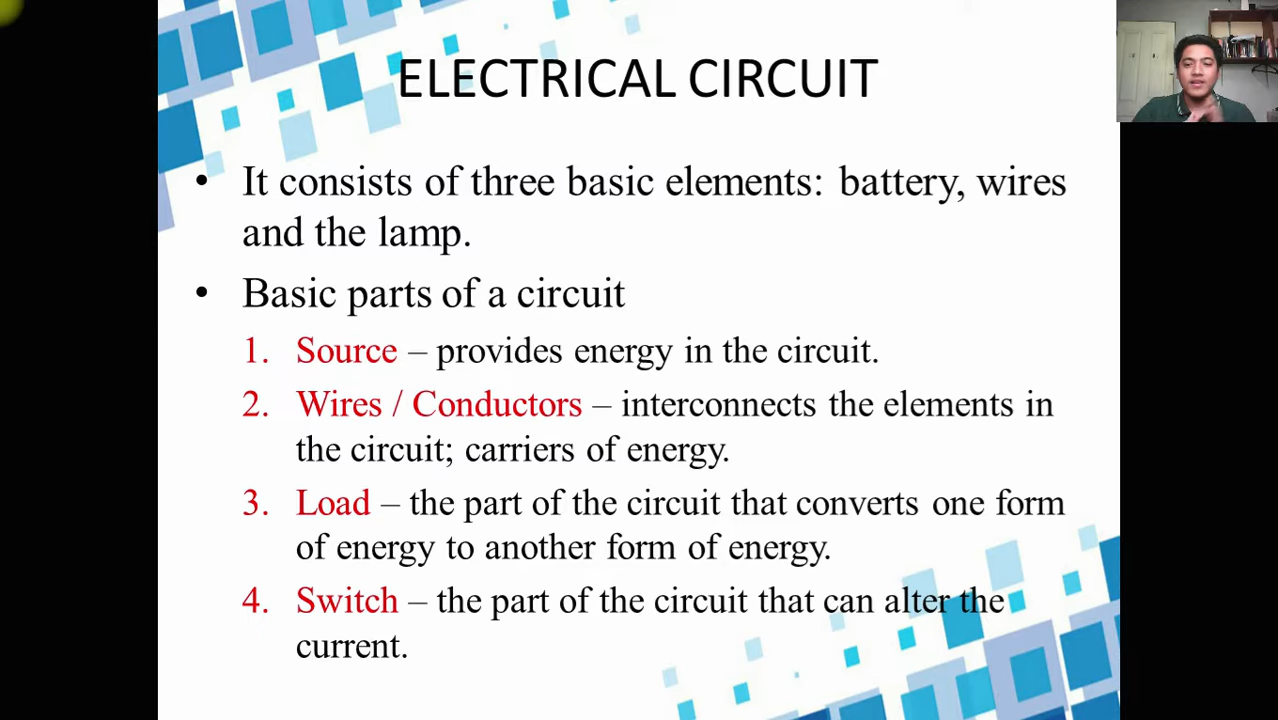 ELECTRICAL CIRCUIT
• It consists of three basic elements: battery, wires
and the lamp.
• Basic parts of a circuit
1. Source – provides energy in the circuit.
2. Wires / Conductors – interconnects the elements in
the circuit; carriers of energy.
3. Load – the part of the circuit that converts one form
of energy to another form of energy.
4. Switch – the part of the circuit that can alter the
current.